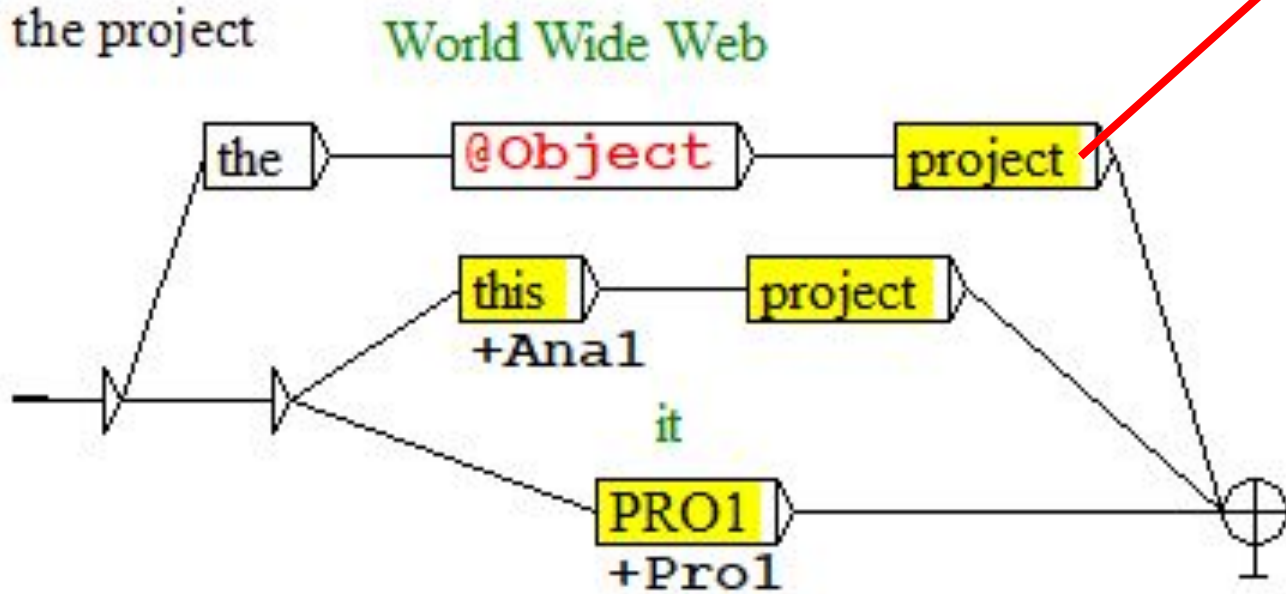 the project World Wide Web
the @Object project
this project
+Ana1
it
PRO1
+Pro1